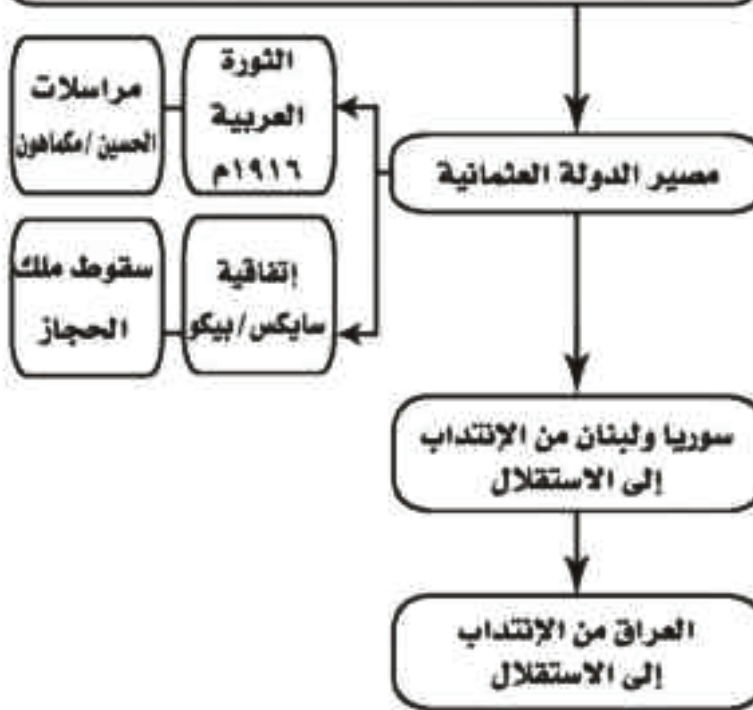 مصير الدولة العثمانية
الثورة
العربية
١٩١٦م
مراسلات
الحسين/مكماهون
إتفاقية
سايكس/بيكو
سقوط ملك
الحجاز
سوريا ولبنان من الإنتداب
إلى الاستقلال
العراق من الإنتداب
إلى الاستقلال